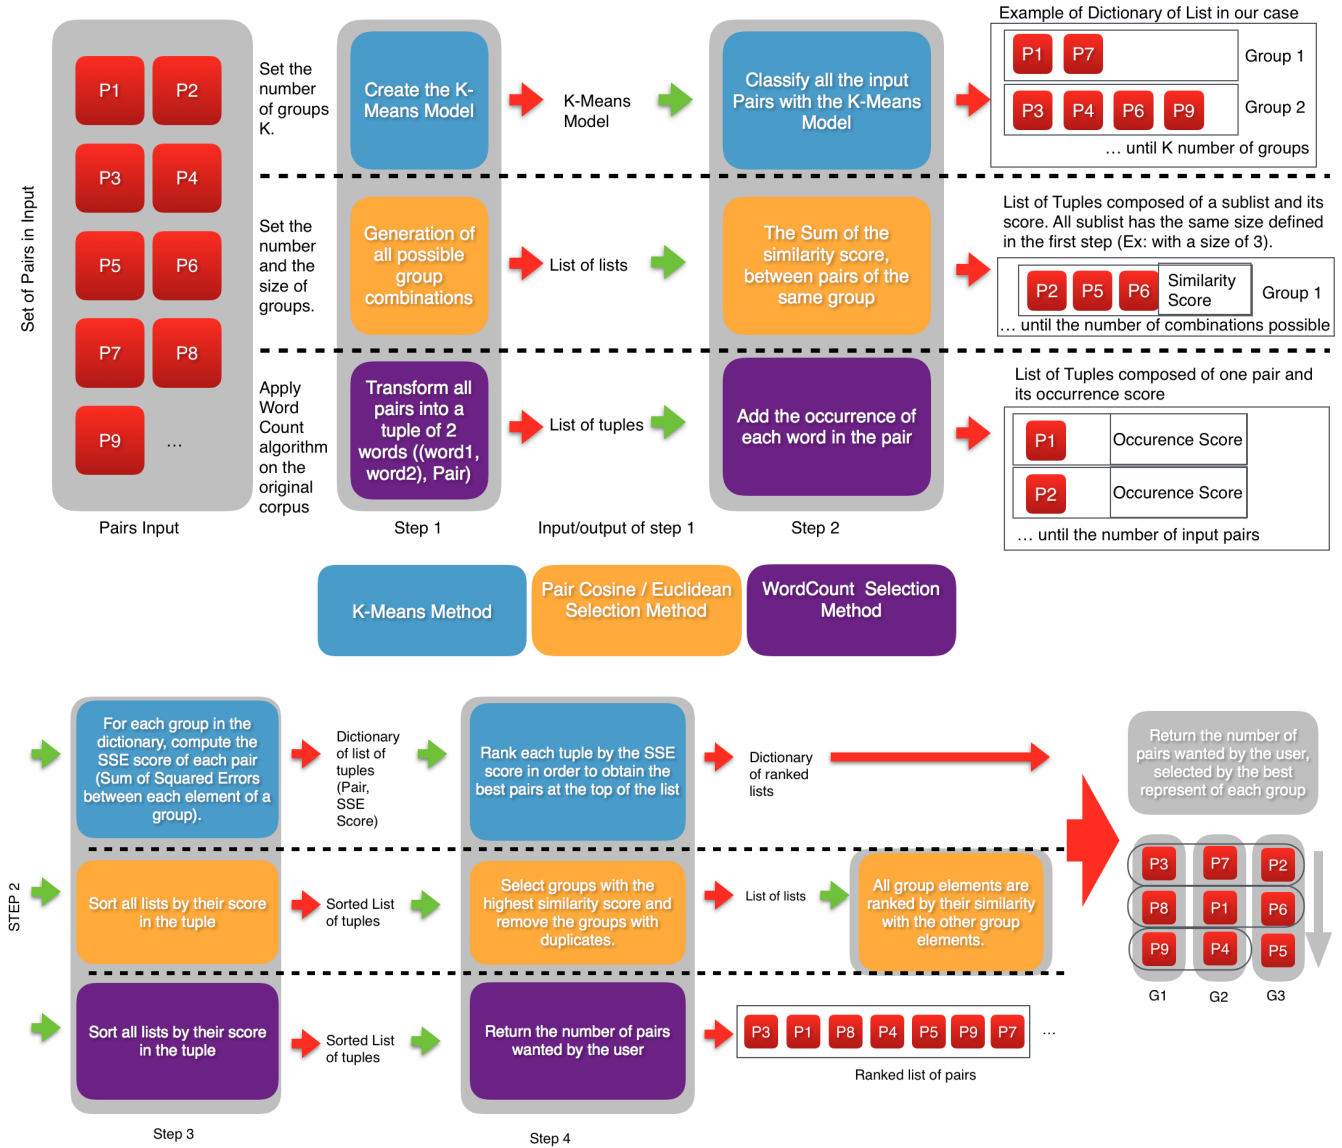 Example of Dictionary of List in our case
Set of Pairs in Input
P1
P2
P3
P4
P5
P6
P7
P8
P9
...
Pairs Input
Set the
number
of groups
K.
Create the K-
Means Model
K-Means
Model
Classify all the input
Pairs with the K-Means
Model
P1
P7
Group 1
P3
P4
P6
P9
Group 2
... until K number of groups
Set the
number
and the
size of
groups.
Generation of
all possible
group
combinations
List of lists
The Sum of the
similarity score,
between pairs of the
same group
List of Tuples composed of a sublist and its
score. All sublist has the same size defined
in the first step (Ex: with a size of 3).
P2
P5
P6
Similarity
Score
Group 1
... until the number of combinations possible
Apply
Word
Count
algorithm
on the
original
corpus
Transform all
pairs into a
tuple of 2
words ((word1,
word2), Pair)
List of tuples
Add the occurrence of
each word in the pair
List of Tuples composed of one pair and
its occurrence score
P1
Occurence Score
P2
Occurence Score
... until the number of input pairs
Step 1
Input/output of step 1
Step 2
K-Means Method
Pair Cosine / Euclidean
Selection Method
WordCount Selection
Method
STEP 2
For each group in the
dictionary, compute the
SSE score of each pair
(Sum of Squared Errors
between each element of a
group).
Dictionary
of list of
tuples
(Pair,
SSE
Score)
Rank each tuple by the SSE
score in order to obtain the
best pairs at the top of the list
Dictionary
of ranked
lists
Return the number of
pairs wanted by the user,
selected by the best
represent of each group
Sort all lists by their score
in the tuple
Sorted List
of tuples
Select groups with the
highest similarity score and
remove the groups with
duplicates.
List of lists
All group elements are
ranked by their similarity
with the other group
elements.
P3
P7
P2
P8
P1
P6
P9
P4
P5
G1
G2
G3
Sort all lists by their score
in the tuple
Sorted List
of tuples
Return the number of pairs
wanted by the user
P3
P1
P8
P4
P5
P9
P7
...
Ranked list of pairs
Step 3
Step 4